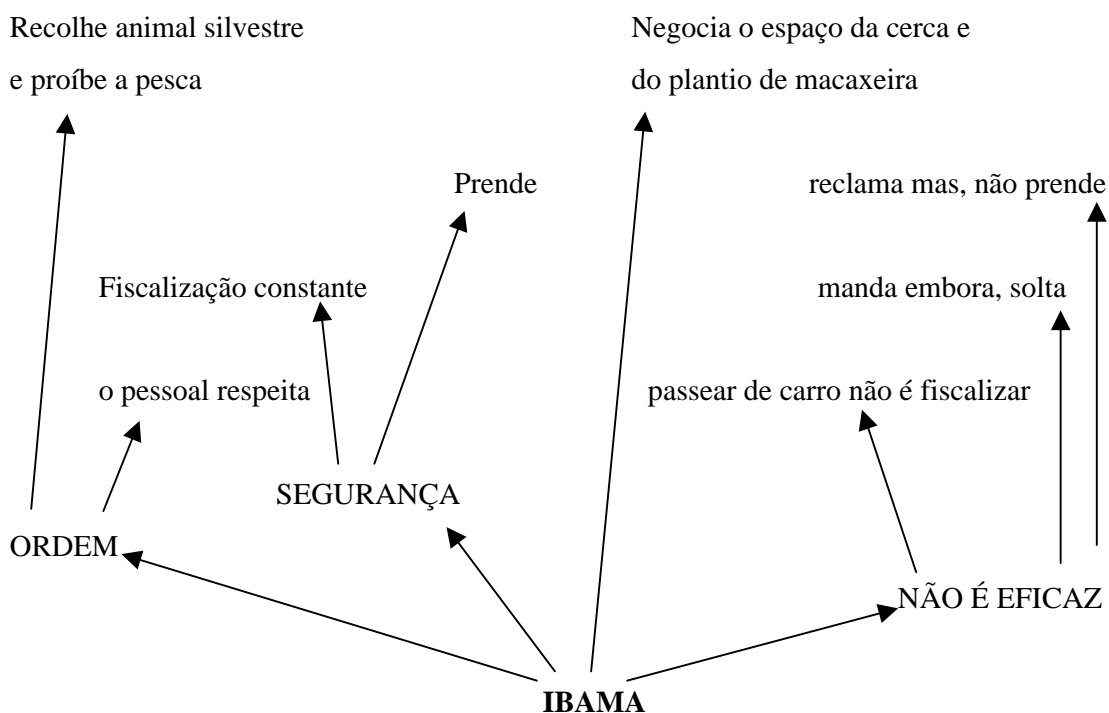 Recolhe animal silvestre
e proíbe a pesca
Negocia o espaço da cerca e
do plantio de macaxeira
Prende
reclama mas, não prende
Fiscalização constante
manda embora, solta
o pessoal respeita
passear de carro não é fiscalizar
SEGURANÇA
ORDEM
NÃO É EFICAZ
IBAMA